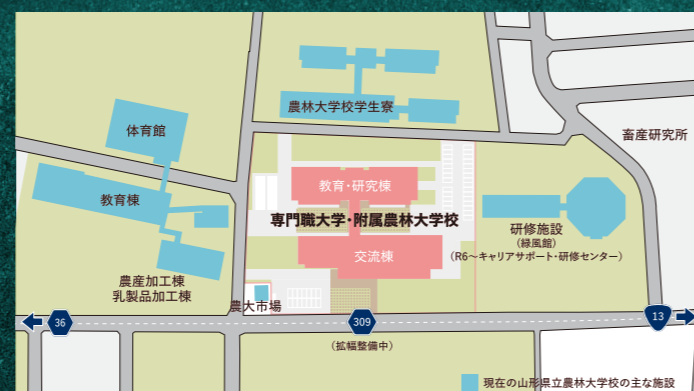 農林大学校学生寮
体育館
畜産研究所
教育・研究棟
教育棟
専門職大学・附属農林大学校
研修施設
(緑風館)
(R6～キャリアサポート・研修センター)
交流棟
農産加工棟
乳製品加工棟
農大市場
36
309
13
(拡幅整備中)
現在の山形県立農林大学校の主な施設